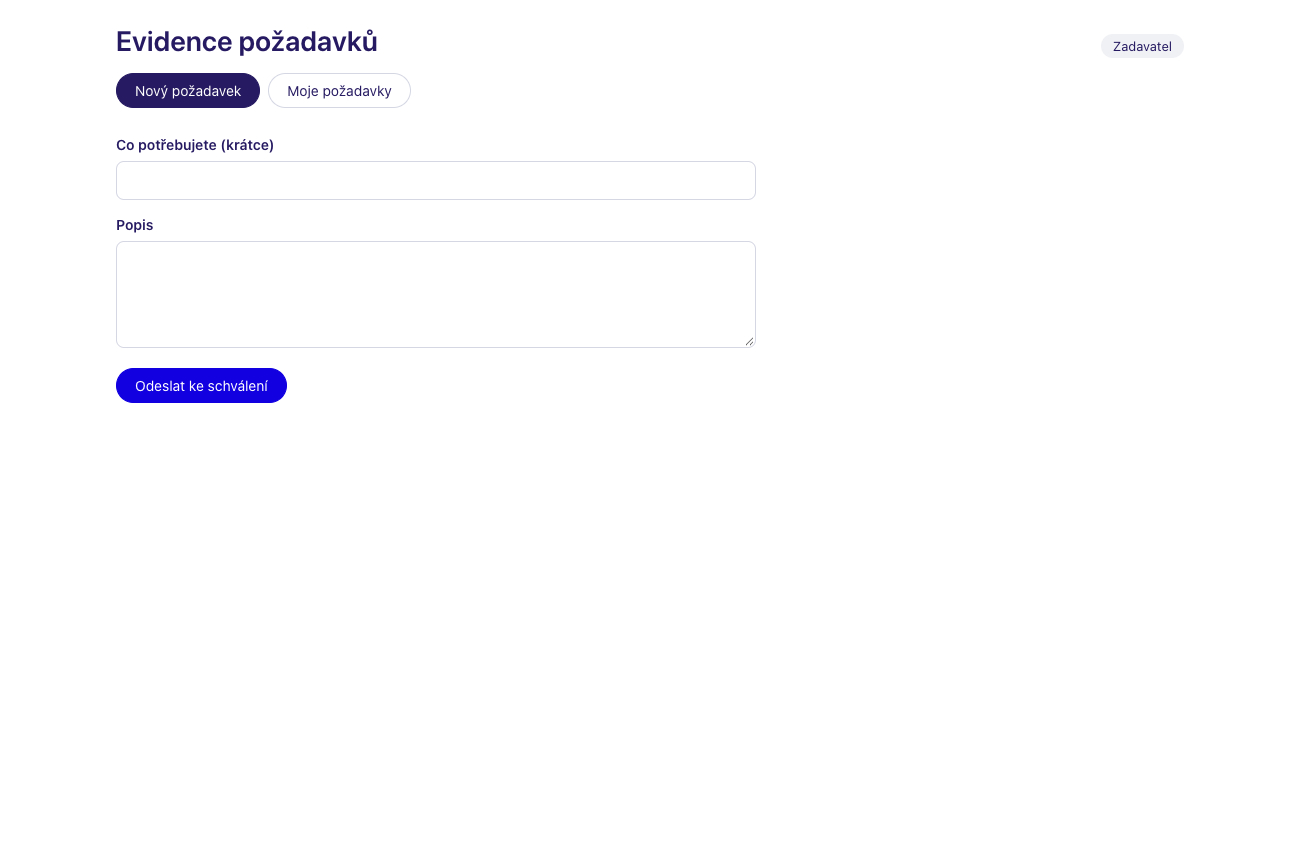 Evidence požadavků
Zadavatel
Nový požadavek
Moje požadavky
Co potřebujete (krátce)
Popis
Odeslat ke schválení